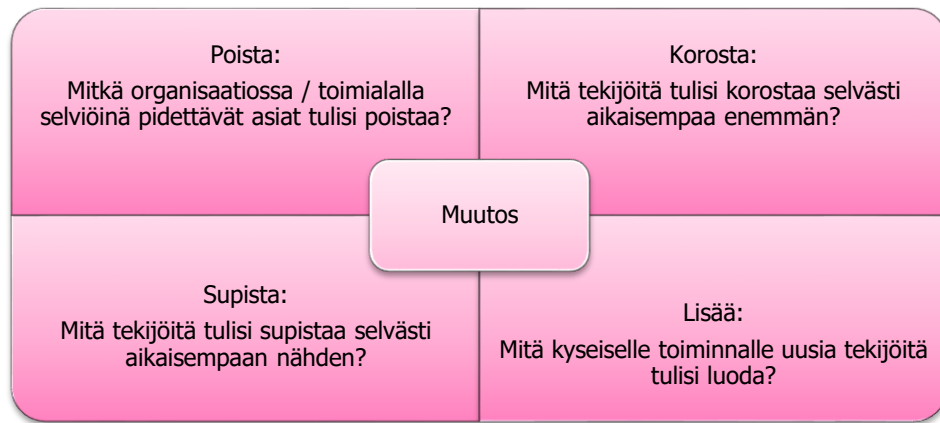 Poista:
Mitkä organisaatiossa / toimialalla
selviöinä pidettävät asiat tulisi poistaa?
Korosta:
Mitä tekijöitä tulisi korostaa selvästi
aikaisempaa enemmän?
Muutos
Supista:
Mitä tekijöitä tulisi supistaa selvästi
aikaisempaan nähden?
Lisää:
Mitä kyseiselle toiminnalle uusia tekijöitä
tulisi luoda?